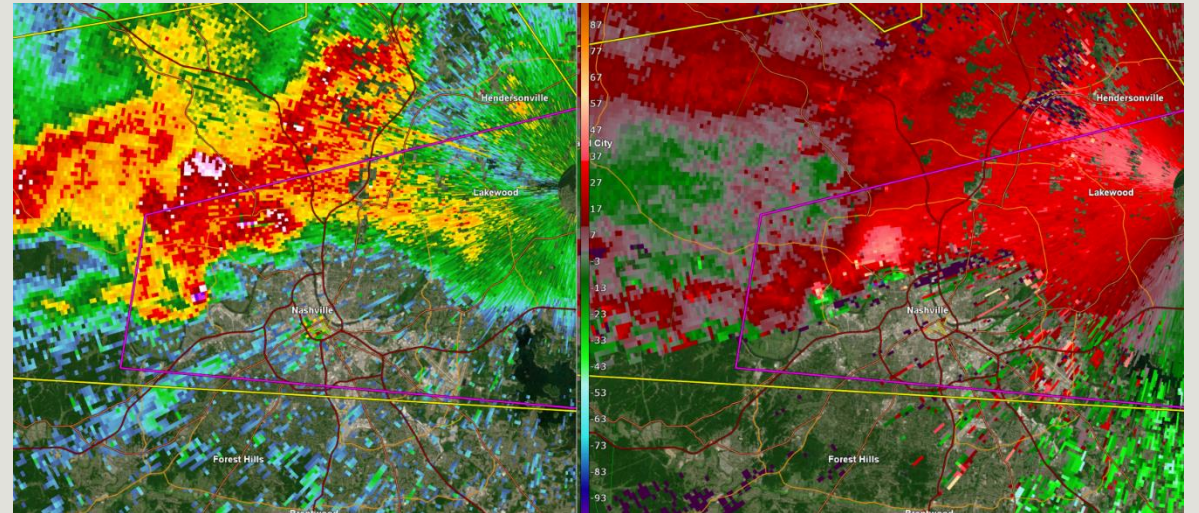 Hendersonville
Lakewood
Nashville
Forest Hills
87
77
67
57
47
l City
37
27
17
7
-3
-13
-23
-33
-43
-53
-63
-73
-83
-93
Hendersonville
Lakewood
Nashville
Forest Hills